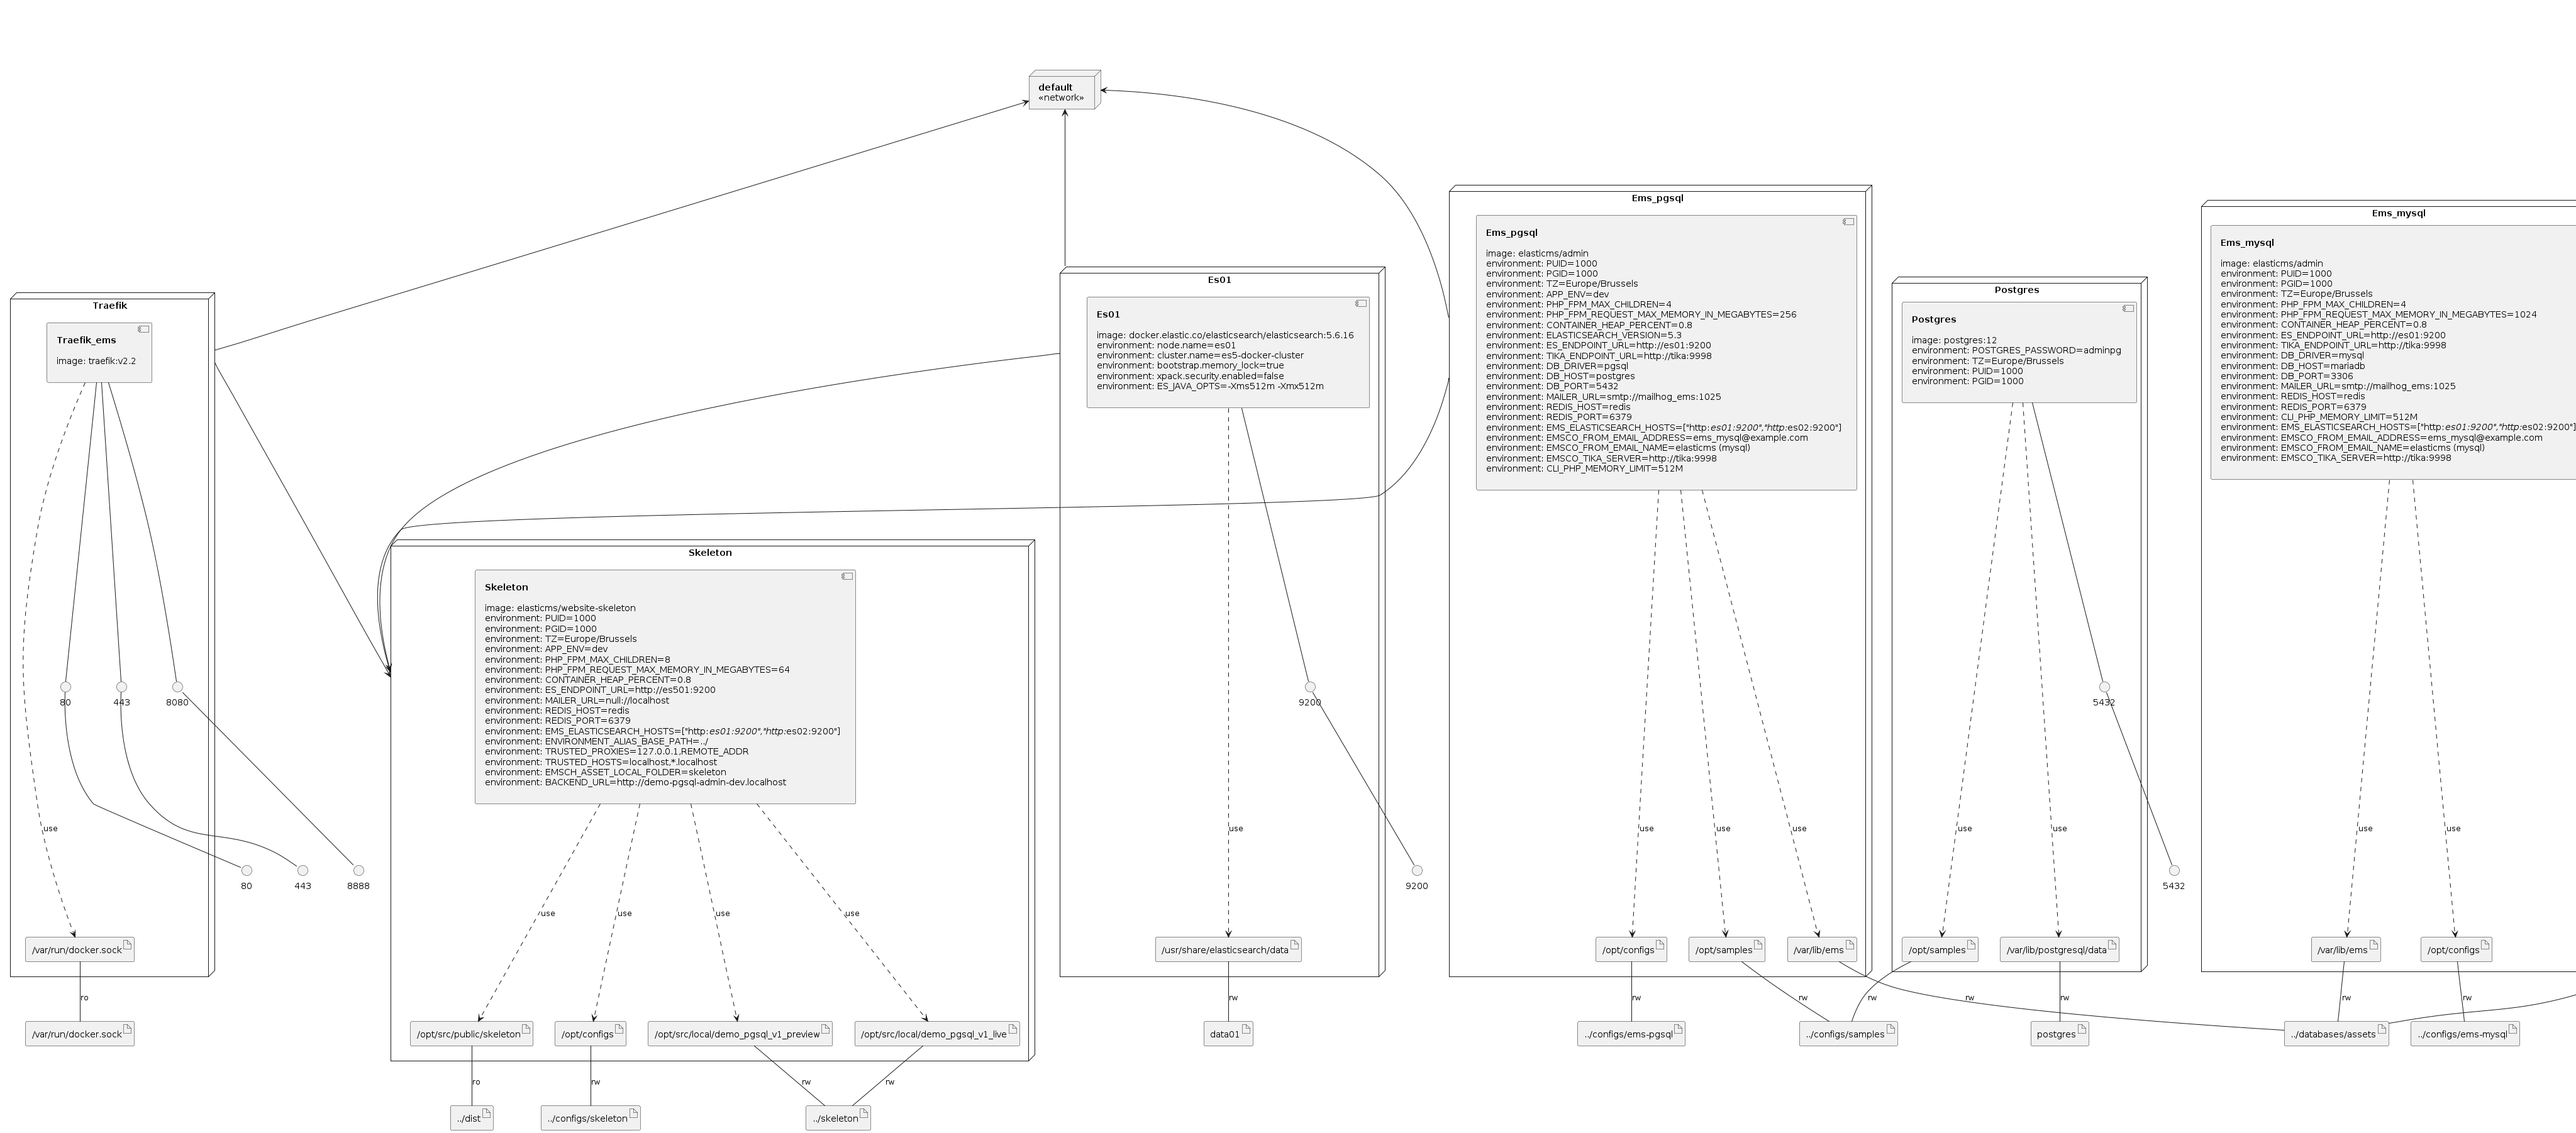 default
«network»
Traefik
Traefik_ems
image: traefik:v2.2
80
443
8080
use
80
443
8888
/var/run/docker.sock
ro
/var/run/docker.sock
Skeleton
Skeleton
image: elasticms/website-skeleton
environment: PUID=1000
environment: PGID=1000
environment: TZ=Europe/Brussels
environment: APP_ENV=dev
environment: PHP_FPM_MAX_CHILDREN=8
environment: PHP_FPM_REQUEST_MAX_MEMORY_IN_MEGABYTES=64
environment: CONTAINER_HEAP_PERCENT=0.8
environment: ES_ENDPOINT_URL=http://es501:9200
environment: MAILER_URL=null://localhost
environment: REDIS_HOST=redis
environment: REDIS_PORT=6379
environment: EMS_ELASTICSEARCH_HOSTS=["http:es01:9200","http:es02:9200"]
environment: ENVIRONMENT_ALIAS_BASE_PATH=../
environment: TRUSTED_PROXIES=127.0.0.1,REMOTE_ADDR
environment: TRUSTED_HOSTS=localhost,*.localhost
environment: EMSCH_ASSET_LOCAL_FOLDER=skeleton
environment: BACKEND_URL=http://demo-pgsql-admin-dev.localhost
use
use
use
use
/opt/src/public/skeleton
/opt/configs
/opt/src/local/demo_pgsql_v1_preview
/opt/src/local/demo_pgsql_v1_live
ro
rw
rw
rw
../dist
../configs/skeleton
../skeleton
Es01
Es01
image: docker.elastic.co/elasticsearch/elasticsearch:5.6.16
environment: node.name=es01
environment: cluster.name=es5-docker-cluster
environment: bootstrap.memory_lock=true
environment: xpack.security.enabled=false
environment: ES_JAVA_OPTS=-Xms512m -Xmx512m
9200
use
9200
/usr/share/elasticsearch/data
rw
data01
Ems_pgsql
Ems_pgsql
image: elasticms/admin
environment: PUID=1000
environment: PGID=1000
environment: TZ=Europe/Brussels
environment: APP_ENV=dev
environment: PHP_FPM_MAX_CHILDREN=4
environment: PHP_FPM_REQUEST_MAX_MEMORY_IN_MEGABYTES=256
environment: CONTAINER_HEAP_PERCENT=0.8
environment: ELASTICSEARCH_VERSION=5.3
environment: ES_ENDPOINT_URL=http://es01:9200
environment: TIKA_ENDPOINT_URL=http://tika:9998
environment: DB_DRIVER=pgsql
environment: DB_HOST=postgres
environment: DB_PORT=5432
environment: MAILER_URL=smtp://mailhog_ems:1025
environment: REDIS_HOST=redis
environment: REDIS_PORT=6379
environment: EMS_ELASTICSEARCH_HOSTS=["http:es01:9200","http:es02:9200"]
environment: EMSCO_FROM_EMAIL_ADDRESS=ems_mysql@example.com
environment: EMSCO_FROM_EMAIL_NAME=elasticms (mysql)
environment: EMSCO_TIKA_SERVER=http://tika:9998
environment: CLI_PHP_MEMORY_LIMIT=512M
use
use
use
/opt/configs
/opt/samples
/var/lib/ems
rw
rw
rw
../configs/ems-pgsql
../configs/samples
Postgres
Postgres
image: postgres:12
environment: POSTGRES_PASSWORD=adminpg
environment: TZ=Europe/Brussels
environment: PUID=1000
environment: PGID=1000
5432
use
use
5432
/opt/samples
/var/lib/postgresql/data
rw
rw
postgres
Ems_mysql
Ems_mysql
image: elasticms/admin
environment: PUID=1000
environment: PGID=1000
environment: TZ=Europe/Brussels
environment: PHP_FPM_MAX_CHILDREN=4
environment: PHP_FPM_REQUEST_MAX_MEMORY_IN_MEGABYTES=1024
environment: CONTAINER_HEAP_PERCENT=0.8
environment: ES_ENDPOINT_URL=http://es01:9200
environment: TIKA_ENDPOINT_URL=http://tika:9998
environment: DB_DRIVER=mysql
environment: DB_HOST=mariadb
environment: DB_PORT=3306
environment: MAILER_URL=smtp://mailhog_ems:1025
environment: REDIS_HOST=redis
environment: REDIS_PORT=6379
environment: CLI_PHP_MEMORY_LIMIT=512M
environment: EMS_ELASTICSEARCH_HOSTS=["http:es01:9200","http:es02:9200"]
environment: EMSCO_FROM_EMAIL_ADDRESS=ems_mysql@example.com
environment: EMSCO_FROM_EMAIL_NAME=elasticms (mysql)
environment: EMSCO_TIKA_SERVER=http://tika:9998
use
use
/var/lib/ems
/opt/configs
rw
rw
../databases/assets
../configs/ems-mysql